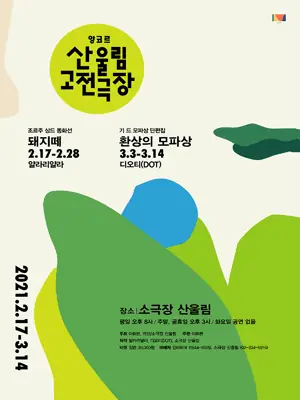 앙코르
산울림
고전극장
조르주 상드 동화선
돼지떼
2.17-2.28
얄라리얄라
기 드 모파상 단편집
환상의 모파상
3.3-3.14
디오티(DOT)
2021.2.17-3.14
장소 | 소극장 산울림
평일 오후 8시 / 주말, 공휴일 오후 3시 / 화요일 공연 없음